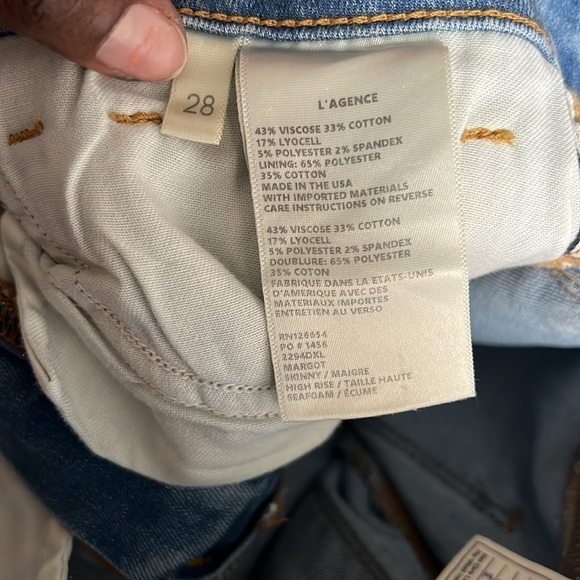 28
L'AGENCE
43% VISCOSE 33% COTTON
17% LYOCELL
5% POLYESTER 2% SPANDEX
LINING: 65% POLYESTER
35% COTTON
MADE IN THE USA
WITH IMPORTED MATERIALS
CARE INSTRUCTIONS ON REVERSE
43% VISCOSE 33% COTTON
17% LYOCELL
5% POLYESTER 2% SPANDEX
DOUBLURE: 65% POLYESTER
35% COTON
FABRIQUE DANS LA ETATS-UNIS
D'AMERIQUE AVEC DES
MATERIAUX IMPORTES
ENTRETIEN AU VERSO
RN126654
PO # 1456
2294DXL
MARGOT
SKINNY / MAIGRE
HIGH RISE / TAILLE HAUTE
SEAFOAM / ÉCUME